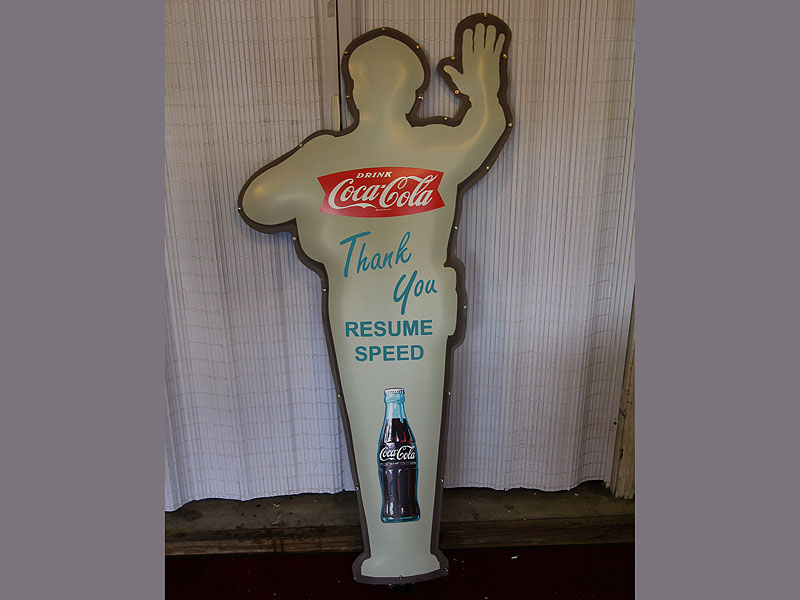 DRINK
Coca-Cola
Thank
You
RESUME
SPEED
Coca-Cola